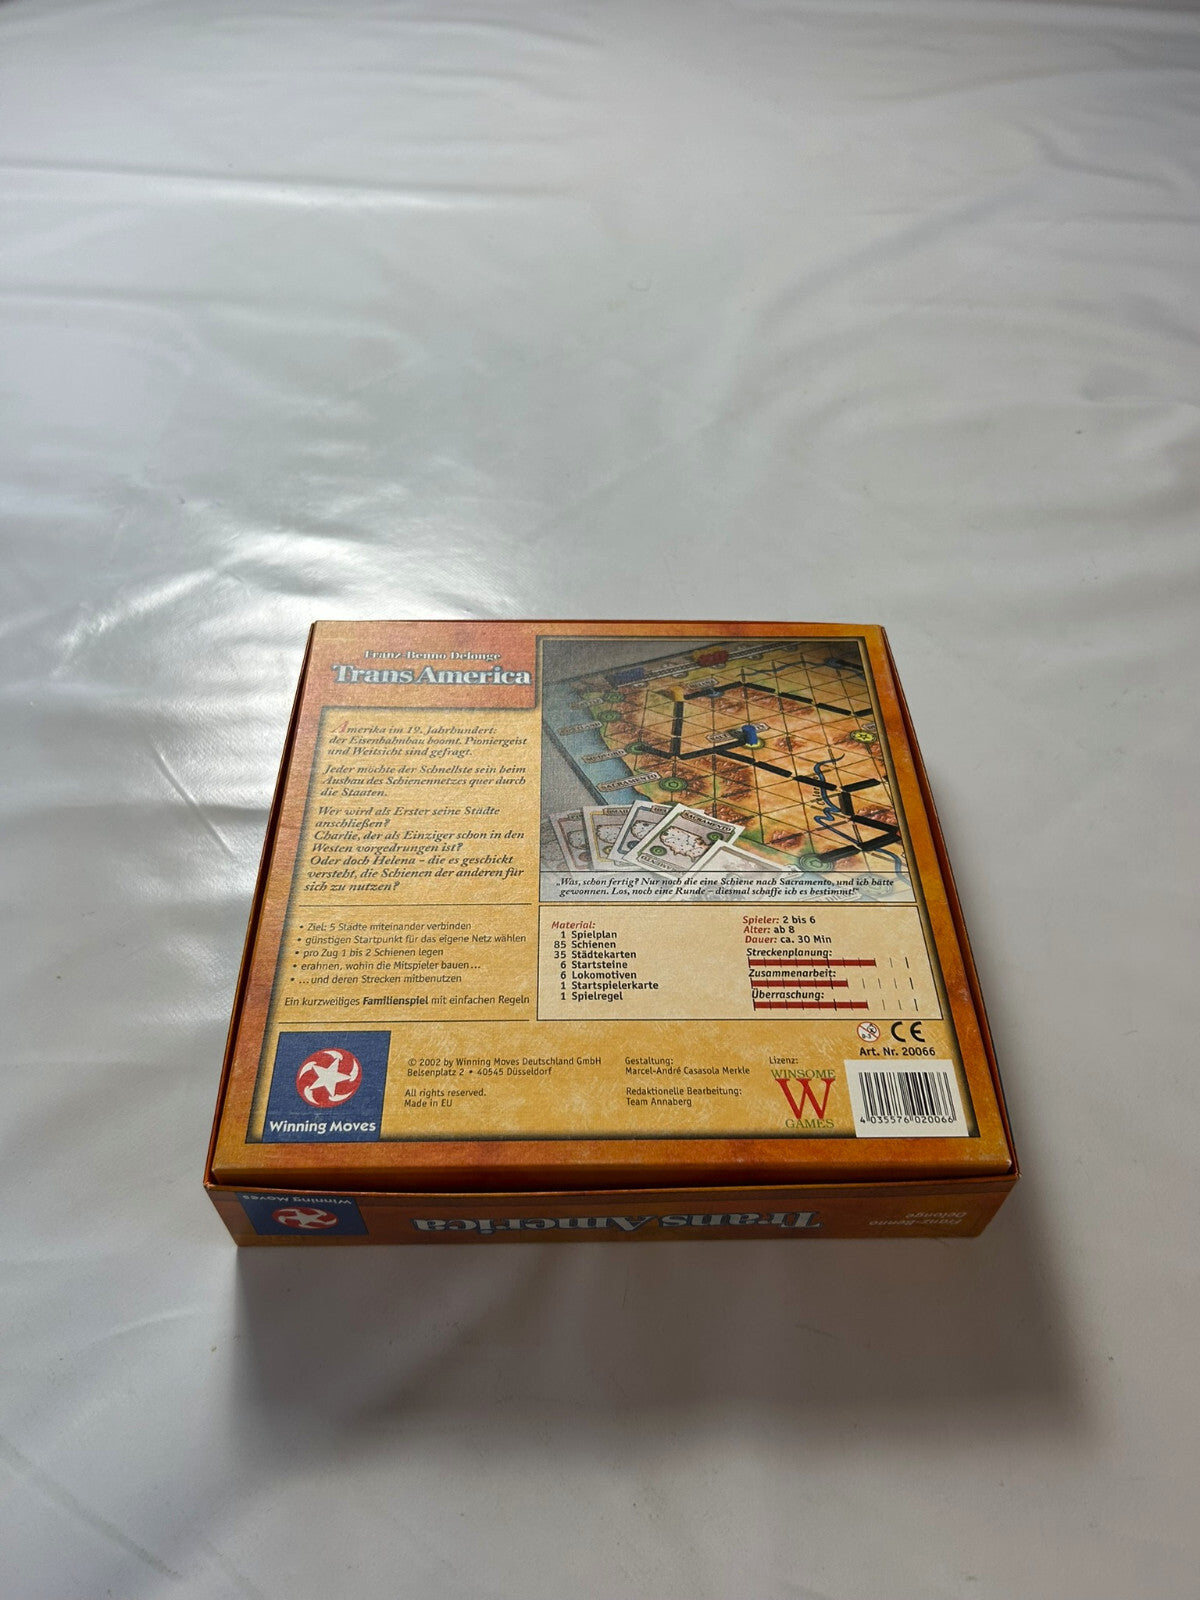 Franz-Benno Delonge
TransAmerica
Amerika im 19. Jahrhundert:
der Eisenbahnbau boomt. Pioniergeist
und Weitsicht sind gefragt.
Jeder möchte der Schnellste sein beim
Ausbau des Schienennetzes quer durch
die Staaten.
Wer wird als Erster seine Städte
anschließen?
Charlie, der als Einziger schon in den
Westen vorgedrungen ist?
Oder doch Helena – die es geschickt
versteht, die Schienen der anderen für
sich zu nutzen?
• Ziel: 5 Städte miteinander verbinden
• günstigen Startpunkt für das eigene Netz wählen
• pro Zug 1 bis 2 Schienen legen
• erahnen, wohin die Mitspieler bauen...
• ...und deren Strecken mitbenutzen
Ein kurzweiliges Familienspiel mit einfachen Regeln
SACRAMENTO
SACRAMENTO
„Was, schon fertig? Nur noch die eine Schiene nach Sacramento, und ich hätte
gewonnen. Los, noch eine Runde – diesmal schaffe ich es bestimmt!"
Material:
1 Spielplan
85 Schienen
35 Städtekarten
6 Startsteine
6 Lokomotiven
1 Startspielerkarte
1 Spielregel
Spieler: 2 bis 6
Alter: ab 8
Dauer: ca. 30 Min
Streckenplanung:
Zusammenarbeit:
Überraschung:
0-3
CE
Art. Nr. 20066
Winning Moves
© 2002 by Winning Moves Deutschland GmbH
Belsenplatz 2 • 40545 Düsseldorf
All rights reserved.
Made in EU
Gestaltung:
Marcel-André Casasola Merkle
Redaktionelle Bearbeitung:
Team Annaberg
Lizenz:
WINSOME
W
GAMES
4 035576 020066
Winning Moves
TransAmerica
Franz-Benno
Delonge